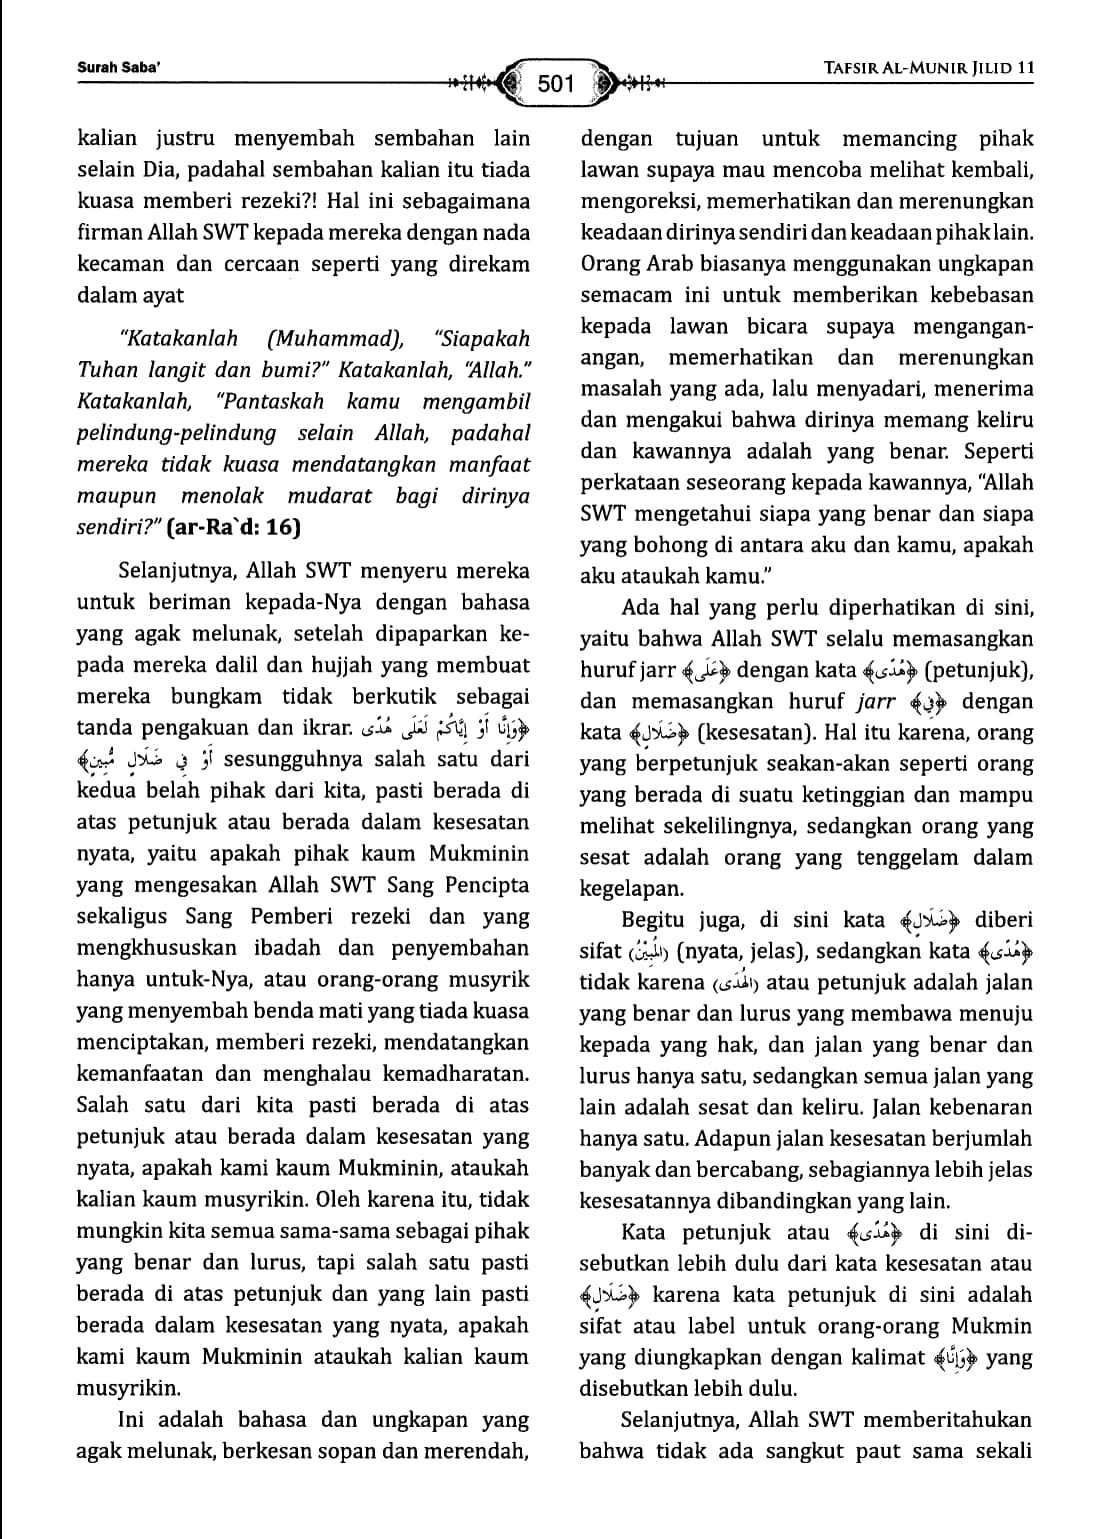 Surah Saba’
501
TAFSIR AL-MUNIR JILID 11
kalian justru menyembah sembahan lain
selain Dia, padahal sembahan kalian itu tiada
kuasa memberi rezeki?! Hal ini sebagaimana
firman Allah SWT kepada mereka dengan nada
kecaman dan cercaan seperti yang direkam
dalam ayat
“Katakanlah (Muhammad), “Siapakah
Tuhan langit dan bumi?” Katakanlah, “Allah.”
Katakanlah, “Pantaskah kamu mengambil
pelindung-pelindung selain Allah, padahal
mereka tidak kuasa mendatangkan manfaat
maupun menolak mudarat bagi dirinya
sendiri?” (ar-Ra`d: 16)
Selanjutnya, Allah SWT menyeru mereka
untuk beriman kepada-Nya dengan bahasa
yang agak melunak, setelah dipaparkan ke-
pada mereka dalil dan hujjah yang membuat
mereka bungkam tidak berkutik sebagai
tanda pengakuan dan ikrar. ﴿وَإِنَّا أَوْ إِيَّاكُمْ لَعَلَى هُدًى
أَوْ فِي ضَلَالٍ مُّبِينٍ﴾ sesungguhnya salah satu dari
kedua belah pihak dari kita, pasti berada di
atas petunjuk atau berada dalam kesesatan
nyata, yaitu apakah pihak kaum Mukminin
yang mengesakan Allah SWT Sang Pencipta
sekaligus Sang Pemberi rezeki dan yang
mengkhususkan ibadah dan penyembahan
hanya untuk-Nya, atau orang-orang musyrik
yang menyembah benda mati yang tiada kuasa
menciptakan, memberi rezeki, mendatangkan
kemanfaatan dan menghalau kemadharatan.
Salah satu dari kita pasti berada di atas
petunjuk atau berada dalam kesesatan yang
nyata, apakah kami kaum Mukminin, ataukah
kalian kaum musyrikin. Oleh karena itu, tidak
mungkin kita semua sama-sama sebagai pihak
yang benar dan lurus, tapi salah satu pasti
berada di atas petunjuk dan yang lain pasti
berada dalam kesesatan yang nyata, apakah
kami kaum Mukminin ataukah kalian kaum
musyrikin.
Ini adalah bahasa dan ungkapan yang
agak melunak, berkesan sopan dan merendah,
dengan tujuan untuk memancing pihak
lawan supaya mau mencoba melihat kembali,
mengoreksi, memerhatikan dan merenungkan
keadaan dirinya sendiri dan keadaan pihak lain.
Orang Arab biasanya menggunakan ungkapan
semacam ini untuk memberikan kebebasan
kepada lawan bicara supaya mengangan-
angan, memerhatikan dan merenungkan
masalah yang ada, lalu menyadari, menerima
dan mengakui bahwa dirinya memang keliru
dan kawannya adalah yang benar. Seperti
perkataan seseorang kepada kawannya, “Allah
SWT mengetahui siapa yang benar dan siapa
yang bohong di antara aku dan kamu, apakah
aku ataukah kamu.”
Ada hal yang perlu diperhatikan di sini,
yaitu bahwa Allah SWT selalu memasangkan
huruf jarr ﴿عَلَى﴾ dengan kata ﴿هُدًى﴾ (petunjuk),
dan memasangkan huruf jarr ﴿فِي﴾ dengan
kata ﴿ضَلَالٍ﴾ (kesesatan). Hal itu karena, orang
yang berpetunjuk seakan-akan seperti orang
yang berada di suatu ketinggian dan mampu
melihat sekelilingnya, sedangkan orang yang
sesat adalah orang yang tenggelam dalam
kegelapan.
Begitu juga, di sini kata ﴿ضَلَالٍ﴾ diberi
sifat (المُبِيْنُ) (nyata, jelas), sedangkan kata ﴿هُدًى﴾
tidak karena (الهُدَى) atau petunjuk adalah jalan
yang benar dan lurus yang membawa menuju
kepada yang hak, dan jalan yang benar dan
lurus hanya satu, sedangkan semua jalan yang
lain adalah sesat dan keliru. Jalan kebenaran
hanya satu. Adapun jalan kesesatan berjumlah
banyak dan bercabang, sebagiannya lebih jelas
kesesatannya dibandingkan yang lain.
Kata petunjuk atau ﴿هُدًى﴾ di sini di-
sebutkan lebih dulu dari kata kesesatan atau
﴿ضَلَالٍ﴾ karena kata petunjuk di sini adalah
sifat atau label untuk orang-orang Mukmin
yang diungkapkan dengan kalimat ﴿وَإِنَّا﴾ yang
disebutkan lebih dulu.
Selanjutnya, Allah SWT memberitahukan
bahwa tidak ada sangkut paut sama sekali